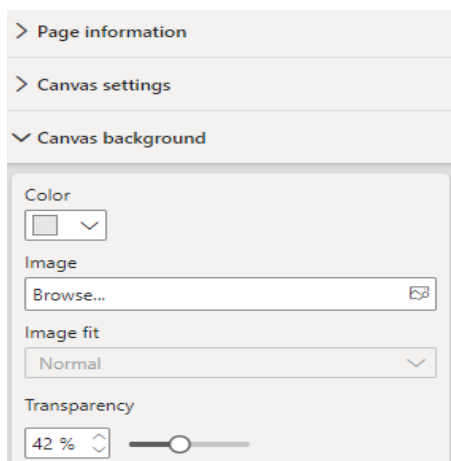 Page information
Canvas settings
Canvas background
Color
Image
Browse...
Image fit
Normal
Transparency
42 %